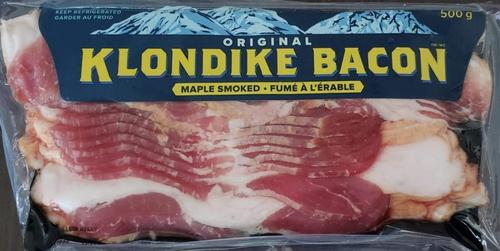 KEEP REFRIGERATED
GARDER AU FROID
500 g
ORIGINAL
KLONDIKE BACON
MAPLE SMOKED • FUMÉ À L'ÉRABLE